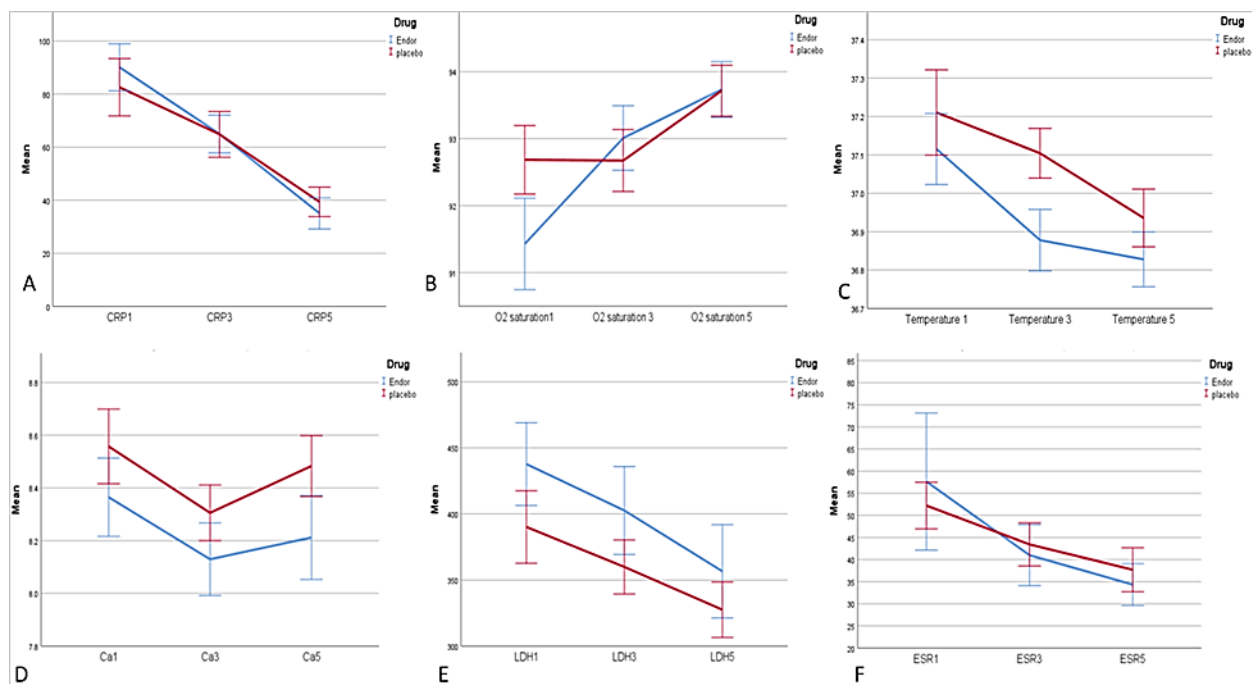 Drug
Endor
placebo
100
80
60
40
20
0
Mean
CRP1 CRP3 CRP5
A
Drug
Endor
placebo
94
93
92
91
Mean
O2 saturation1 O2 saturation 3 O2 saturation 5
B
Drug
Endor
placebo
37.4
37.3
37.2
37.1
37.0
36.9
36.8
36.7
Mean
Temperature 1 Temperature 3 Temperature 5
C
Drug
Endor
placebo
8.8
8.6
8.4
8.2
8.0
7.8
Mean
Ca1 Ca3 Ca5
D
Drug
Endor
placebo
500
450
400
350
300
Mean
LDH1 LDH3 LDH5
E
Drug
Endor
placebo
85
80
75
70
65
60
55
50
45
40
35
30
25
20
Mean
ESR1 ESR3 ESR5
F